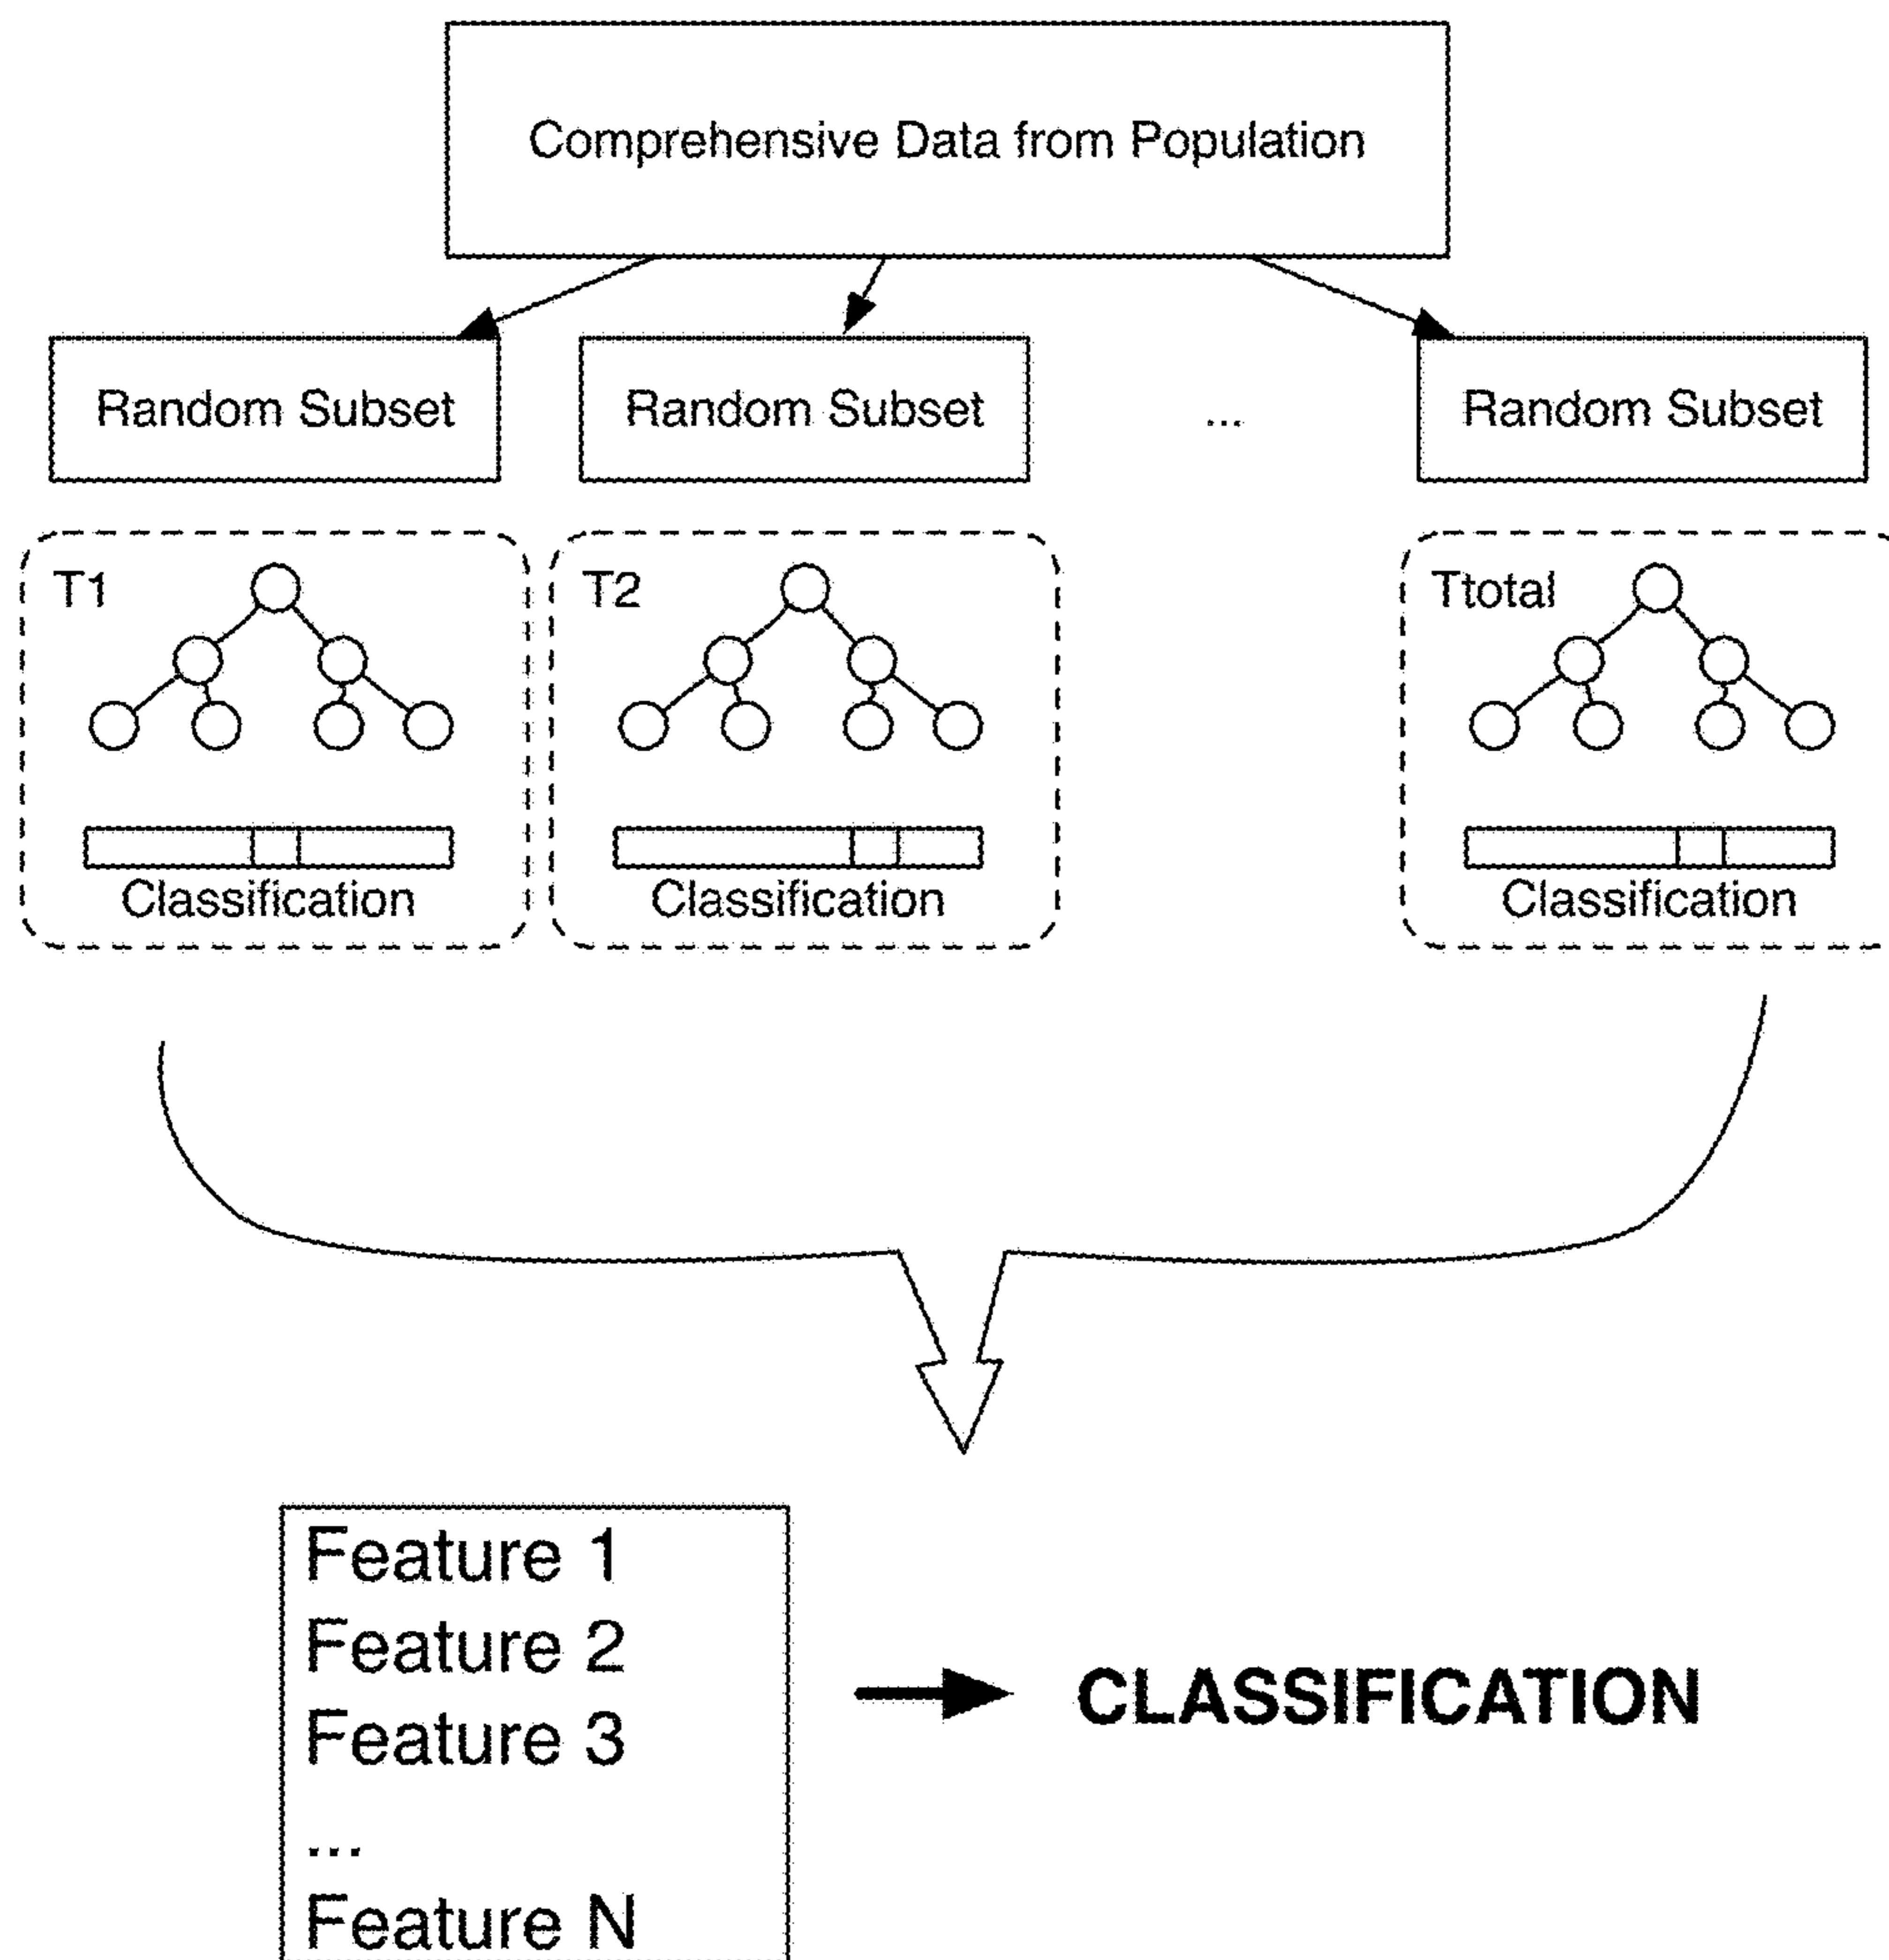 Comprehensive Data from Population
Random Subset
Random Subset
...
Random Subset
T1
T2
Ttotal
Classification
Classification
Classification
Feature 1
Feature 2
Feature 3
...
Feature N
CLASSIFICATION